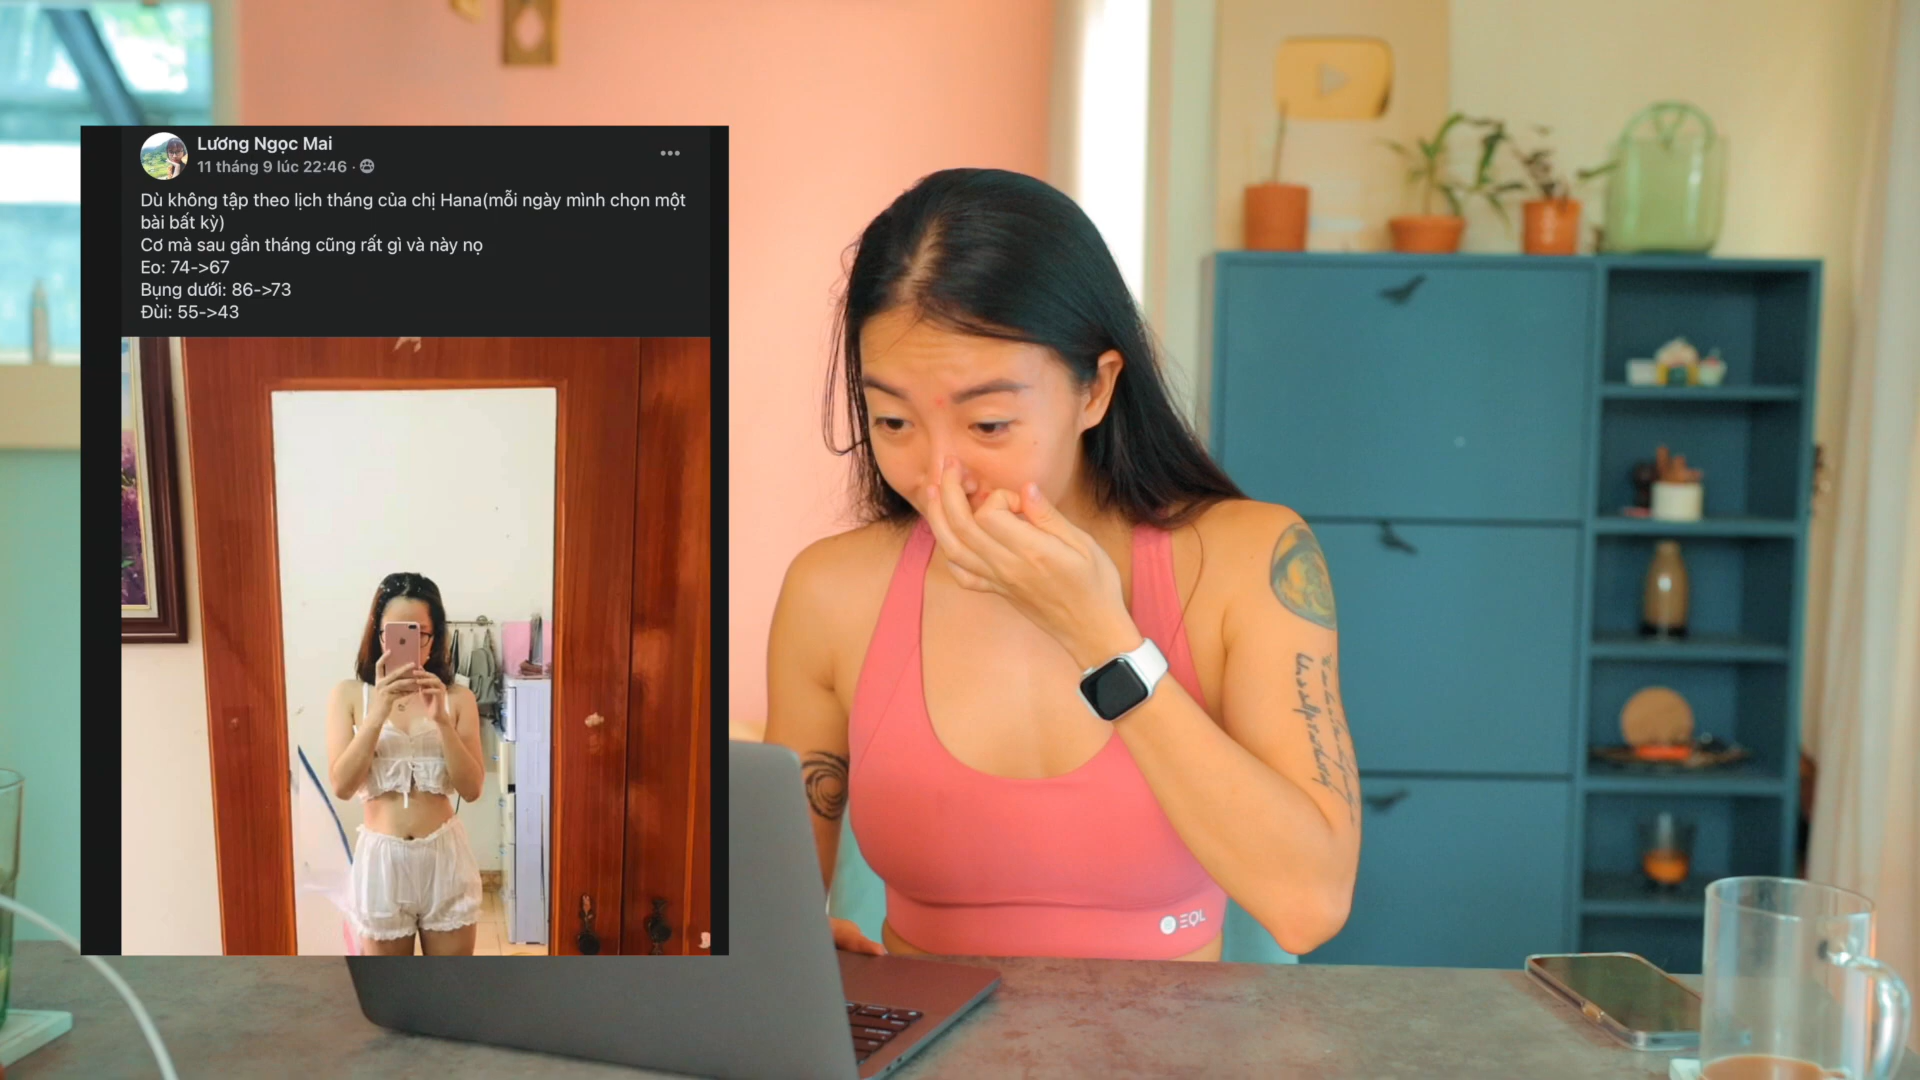 Lương Ngọc Mai
11 tháng 9 lúc 22:46 ·
Dù không tập theo lịch tháng của chị Hana(mỗi ngày mình chọn một
bài bất kỳ)
Cơ mà sau gần tháng cũng rất gì và này nọ
Eo: 74->67
Bụng dưới: 86->73
Đùi: 55->43
EQL